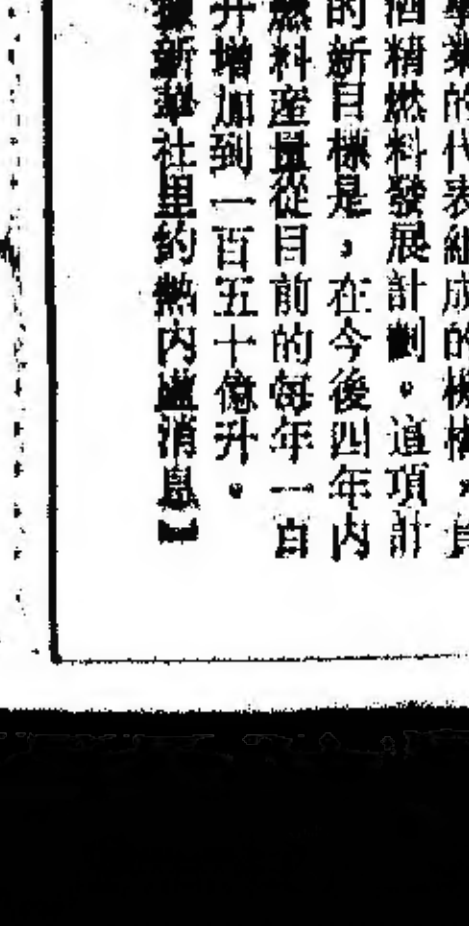 的代表組成的機構，
酒精燃料發展計劃。這項計
的新目標是，在今後四年內
燃料產量從目前的每年一百
升增加到一百五十億升。
據新華社里約熱內盧消息】